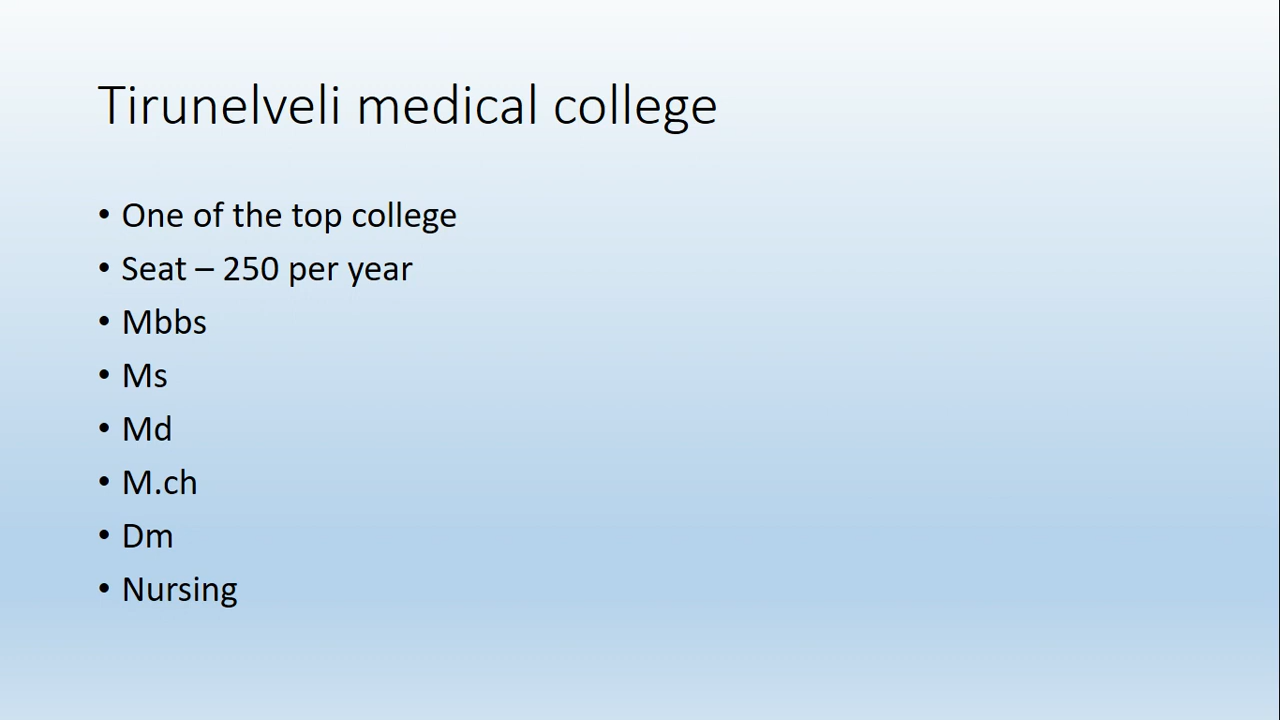 Tirunelveli medical college
• One of the top college
• Seat – 250 per year
• Mbbs
• Ms
• Md
• M.ch
• Dm
• Nursing